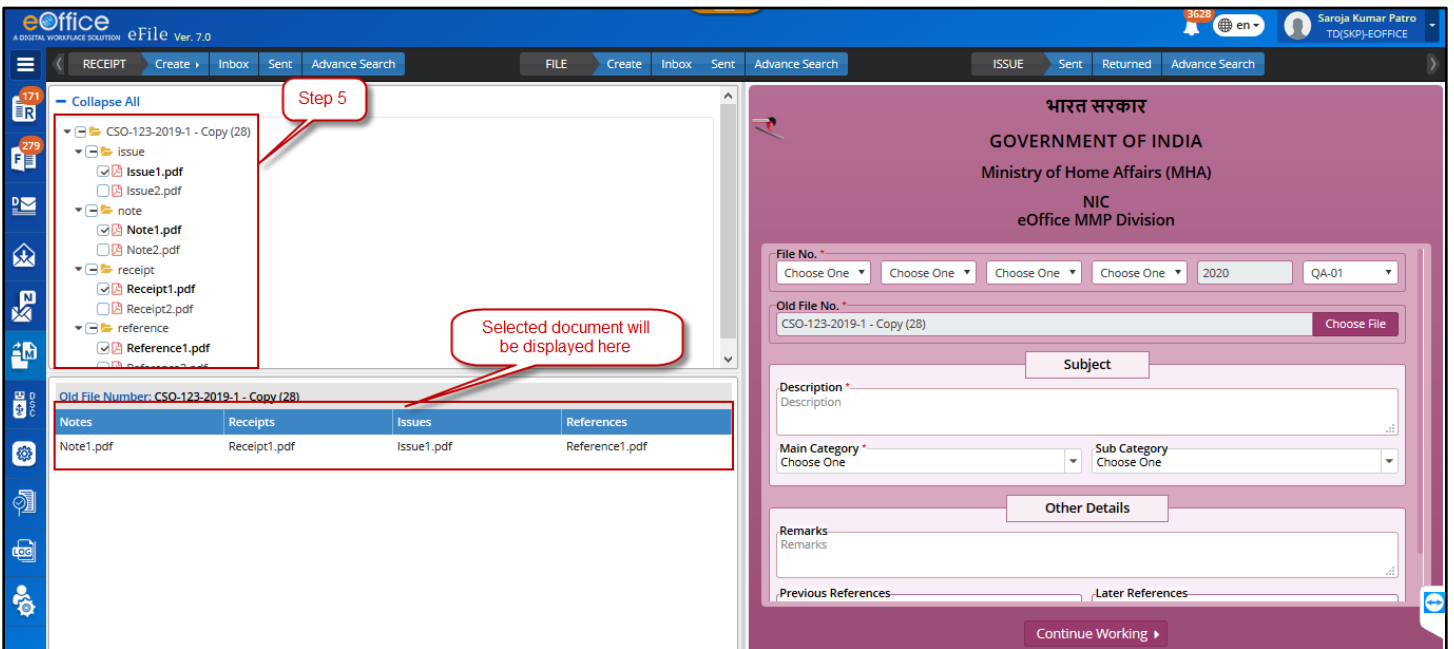 eOffice
A DIGITAL WORKPLACE SOLUTION eFile Ver. 7.0
3628
en
Saroja Kumar Patro
TD(SKP)-EOFFICE
RECEIPT Create Inbox Sent Advance Search FILE Create Inbox Sent Advance Search ISSUE Sent Returned Advance Search
171
R
279
F
D
N
M
DSC
LOG
Collapse All
Step 5
CSO-123-2019-1 - Copy (28)
issue
Issue1.pdf
Issue2.pdf
note
Note1.pdf
Note2.pdf
receipt
Receipt1.pdf
Receipt2.pdf
reference
Reference1.pdf
Reference2.pdf
Selected document will
be displayed here
Old File Number: CSO-123-2019-1 - Copy (28)
Notes Receipts Issues References
Note1.pdf Receipt1.pdf Issue1.pdf Reference1.pdf
भारत सरकार
GOVERNMENT OF INDIA
Ministry of Home Affairs (MHA)
NIC
eOffice MMP Division
File No. *
Choose One Choose One Choose One Choose One 2020 QA-01
Old File No. *
CSO-123-2019-1 - Copy (28) Choose File
Subject
Description *
Description
Main Category * Sub Category
Choose One Choose One
Other Details
Remarks
Remarks
Previous References Later References
Continue Working